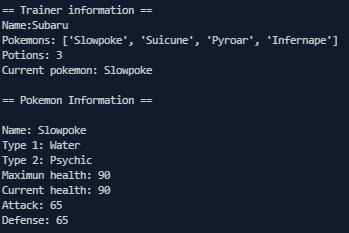 == Trainer information ==
Name:Subaru
Pokemons: ['Slowpoke', 'Suicune', 'Pyroar', 'Infernape']
Potions: 3
Current pokemon: Slowpoke
== Pokemon Information ==
Name: Slowpoke
Type 1: Water
Type 2: Psychic
Maximun health: 90
Current health: 90
Attack: 65
Defense: 65